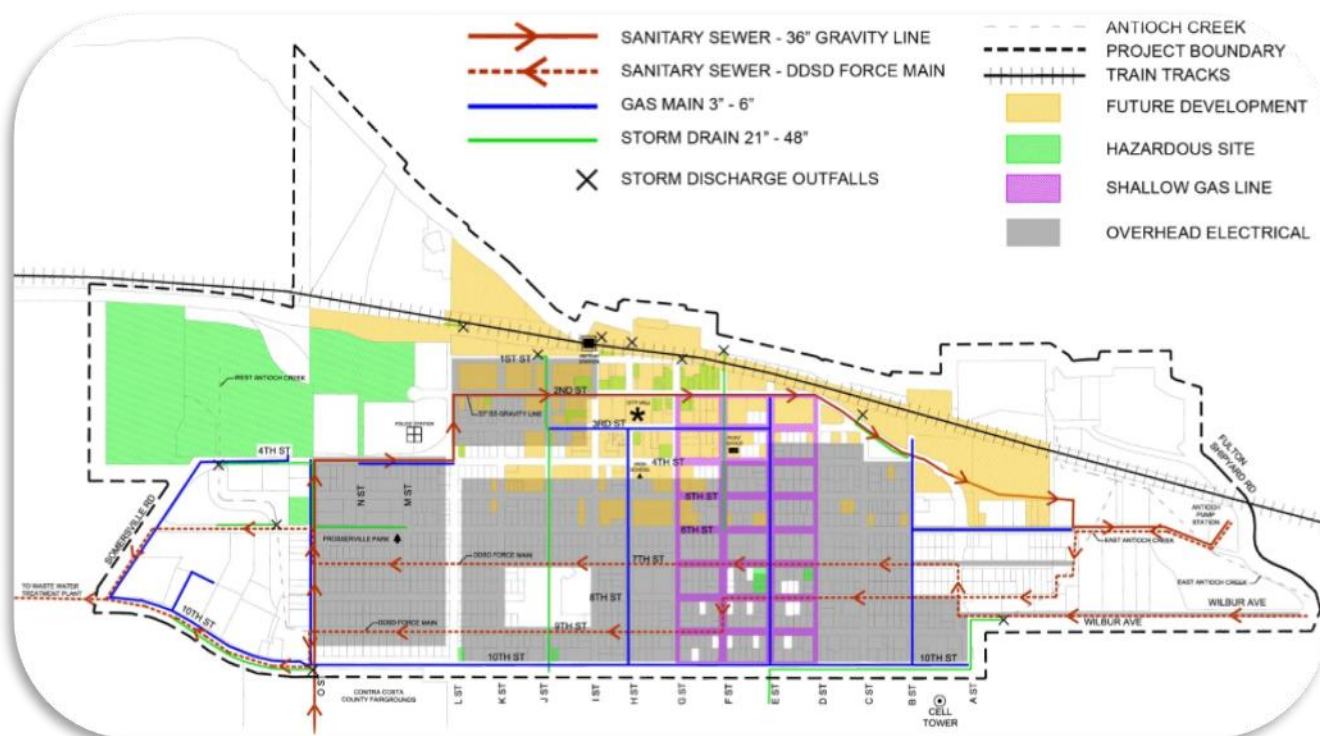 SANITARY SEWER - 36" GRAVITY LINE
SANITARY SEWER - DDSD FORCE MAIN
GAS MAIN 3" - 6"
STORM DRAIN 21" - 48"
STORM DISCHARGE OUTFALLS
ANTIOCH CREEK
PROJECT BOUNDARY
TRAIN TRACKS
FUTURE DEVELOPMENT
HAZARDOUS SITE
SHALLOW GAS LINE
OVERHEAD ELECTRICAL
1ST ST
WEST ANTIOCH CREEK
2ND ST
CITY HALL
GRAVITY LINE
POLICE STATION
3RD ST
POST OFFICE
4TH ST
4TH ST
FULTON
SHIPYARD RD
N ST
M ST
5TH ST
SOMERSVILLE RD
ANTIOCH
PUMP
STATION
6TH ST
PROSSERVILLE PARK
EAST ANTIOCH CREEK
DDSD FORCE MAIN
7TH ST
EAST ANTIOCH CREEK
TO WASTE WATER
TREATMENT PLANT
8TH ST
10TH ST
WILBUR AVE
WILBUR AVE
DDSD FORCE MAIN
9TH ST
10TH ST
10TH ST
O ST
CONTRA COSTA
COUNTY FAIRGROUNDS
L ST
K ST
J ST
I ST
H ST
G ST
F ST
E ST
D ST
C ST
B ST
A ST
CELL
TOWER